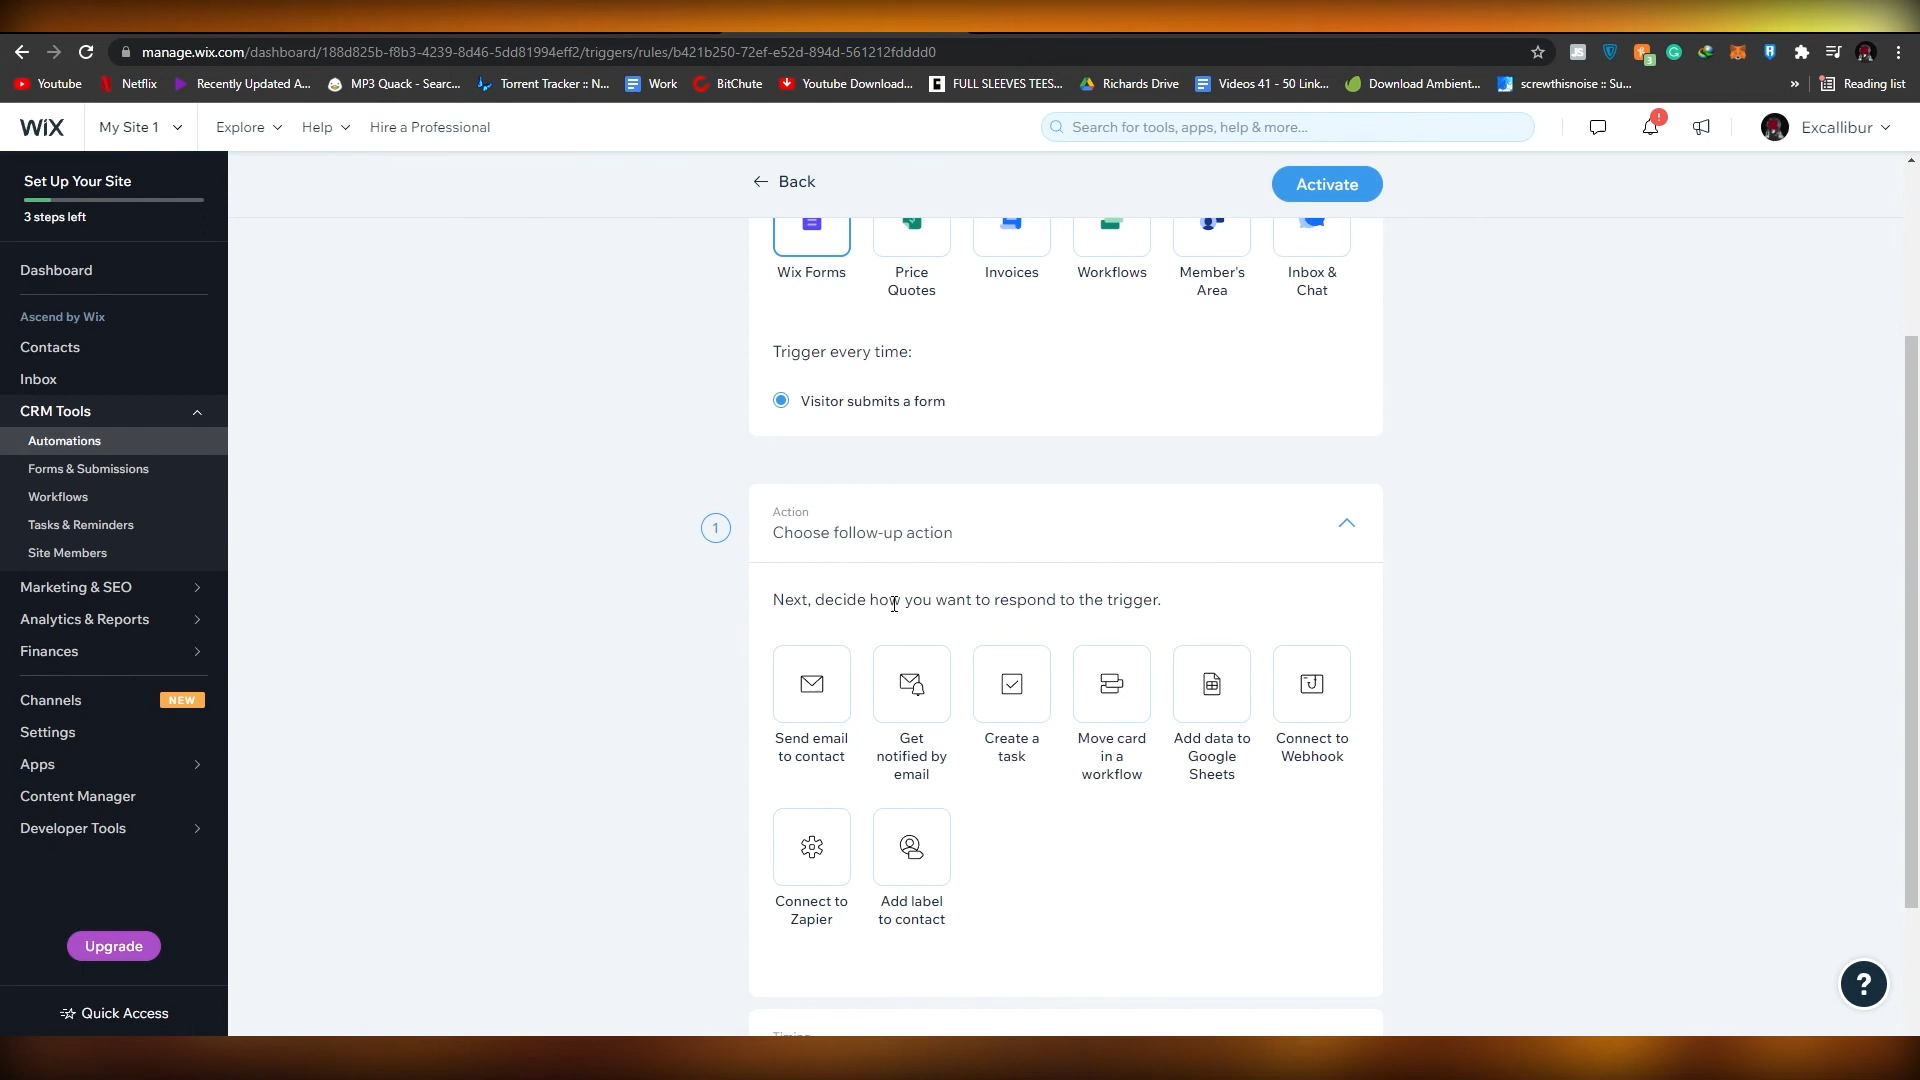 manage.wix.com/dashboard/188d825b-f8b3-4239-8d46-5dd81994eff2/triggers/rules/b421b250-72ef-e52d-894d-561212fdddd0
3
Youtube
Netflix
Recently Updated A...
MP3 Quack - Searc...
Torrent Tracker :: N...
Work
BitChute
Youtube Download...
FULL SLEEVES TEES...
Richards Drive
Videos 41 - 50 Link...
Download Ambient...
screwthisnoise :: Su...
»
Reading list
WIX
My Site 1
Explore
Help
Hire a Professional
Search for tools, apps, help & more...
!
Excallibur
Set Up Your Site
3 steps left
Dashboard
Ascend by Wix
Contacts
Inbox
CRM Tools
Automations
Forms & Submissions
Workflows
Tasks & Reminders
Site Members
Marketing & SEO
Analytics & Reports
Finances
Channels
NEW
Settings
Apps
Content Manager
Developer Tools
Upgrade
Quick Access
Back
Activate
Wix Forms
Price
Quotes
Invoices
Workflows
Member's
Area
Inbox &
Chat
Trigger every time:
Visitor submits a form
1
Action
Choose follow-up action
Next, decide how you want to respond to the trigger.
Send email
to contact
Get
notified by
email
Create a
task
Move card
in a
workflow
Add data to
Google
Sheets
Connect to
Webhook
Connect to
Zapier
Add label
to contact
?